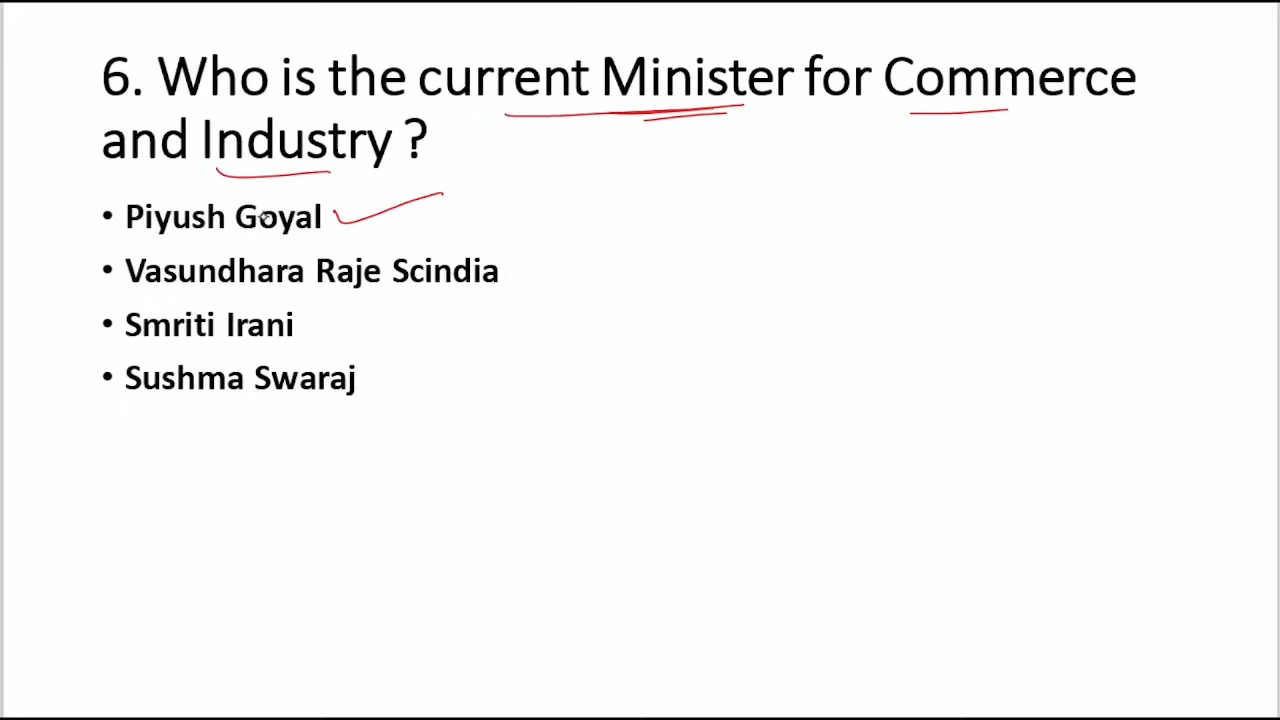 6. Who is the current Minister for Commerce
and Industry ?
• Piyush Goyal
• Vasundhara Raje Scindia
• Smriti Irani
• Sushma Swaraj